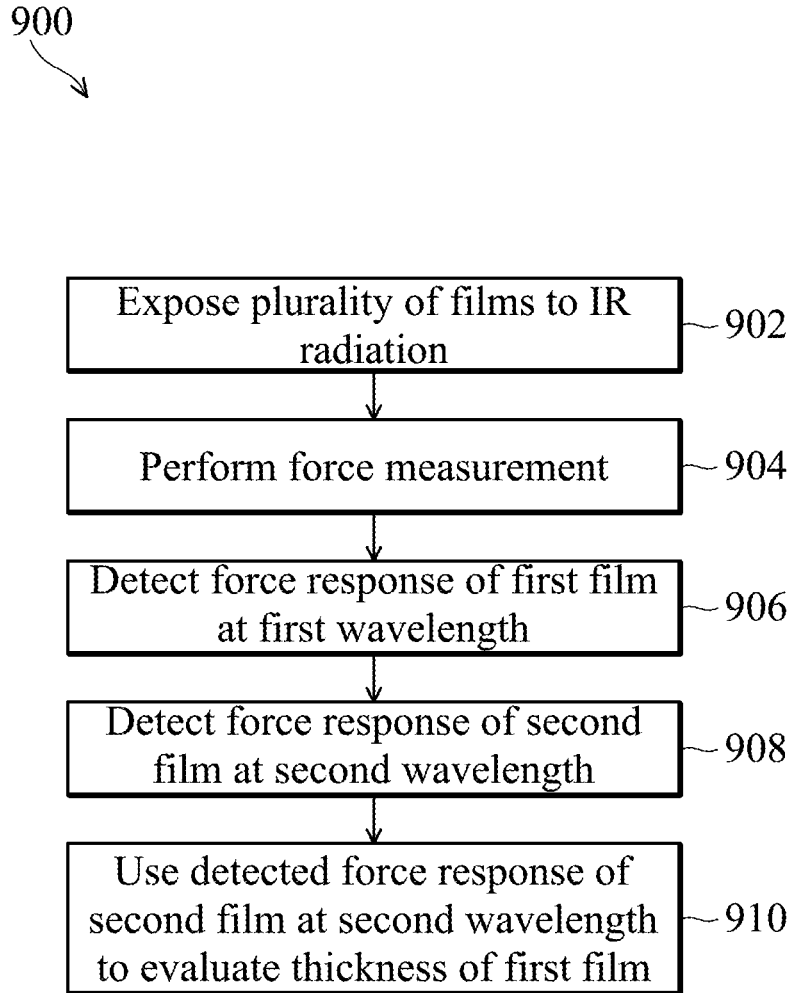 900
Expose plurality of films to IR
radiation
902
Perform force measurement
904
Detect force response of first film
at first wavelength
906
Detect force response of second
film at second wavelength
908
Use detected force response of
second film at second wavelength
to evaluate thickness of first film
910